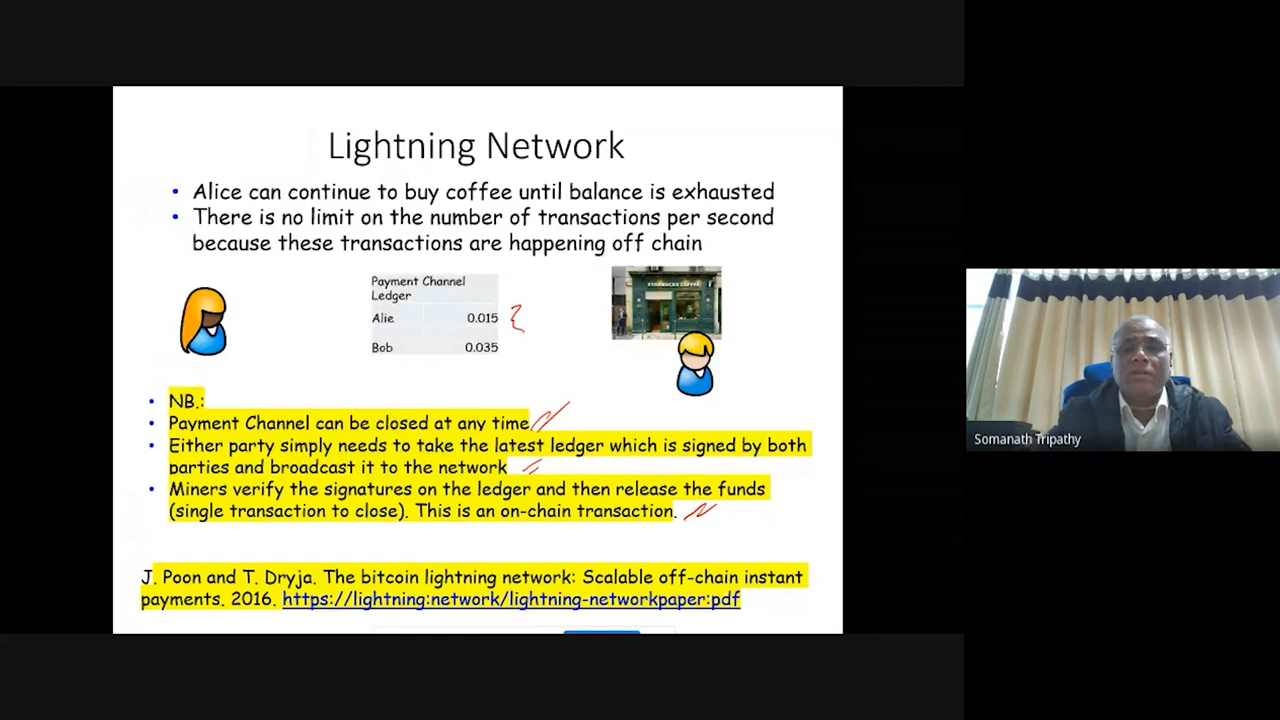 Lightning Network
• Alice can continue to buy coffee until balance is exhausted
• There is no limit on the number of transactions per second
because these transactions are happening off chain
Payment Channel
Ledger
Alie 0.015
Bob 0.035
STARBUCKS COFFEE
• NB.:
• Payment Channel can be closed at any time
• Either party simply needs to take the latest ledger which is signed by both
parties and broadcast it to the network
• Miners verify the signatures on the ledger and then release the funds
(single transaction to close). This is an on-chain transaction.
J. Poon and T. Dryja. The bitcoin lightning network: Scalable off-chain instant
payments. 2016. https://lightning:network/lightning-networkpaper:pdf
Somanath Tripathy